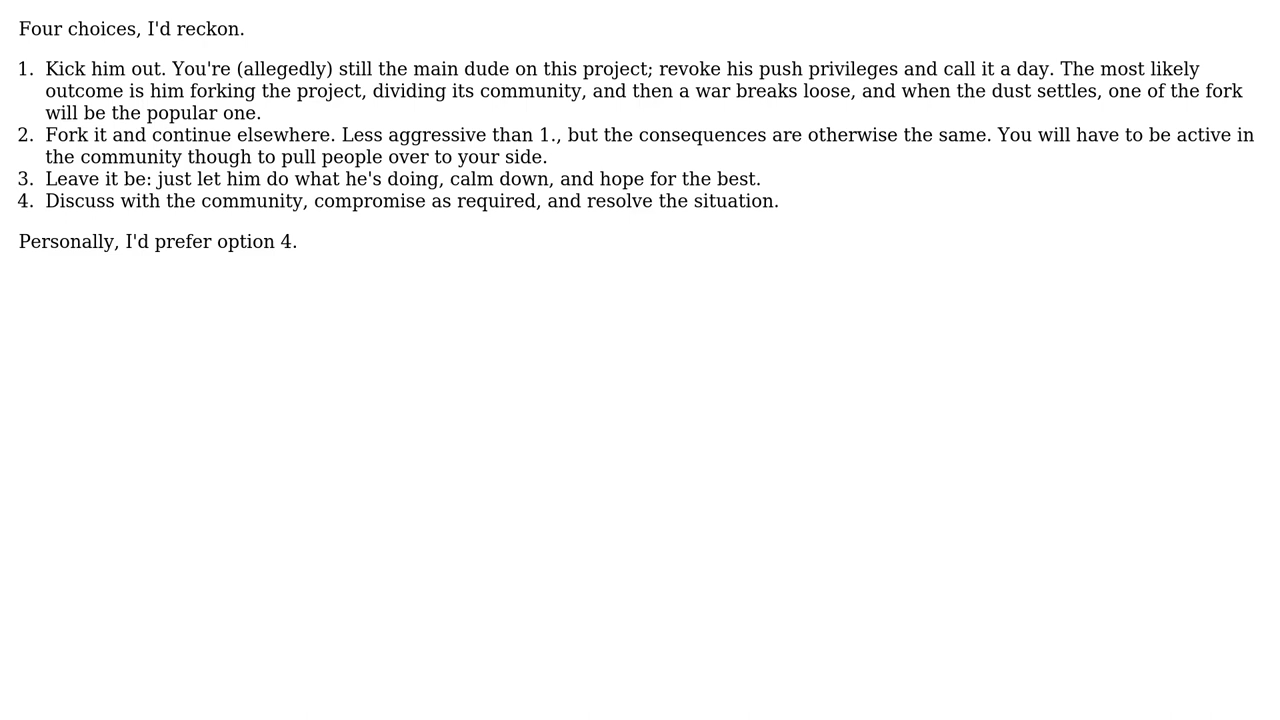 Four choices, I'd reckon.
1. Kick him out. You're (allegedly) still the main dude on this project; revoke his push privileges and call it a day. The most likely
outcome is him forking the project, dividing its community, and then a war breaks loose, and when the dust settles, one of the fork
will be the popular one.
2. Fork it and continue elsewhere. Less aggressive than 1., but the consequences are otherwise the same. You will have to be active in
the community though to pull people over to your side.
3. Leave it be: just let him do what he's doing, calm down, and hope for the best.
4. Discuss with the community, compromise as required, and resolve the situation.
Personally, I'd prefer option 4.